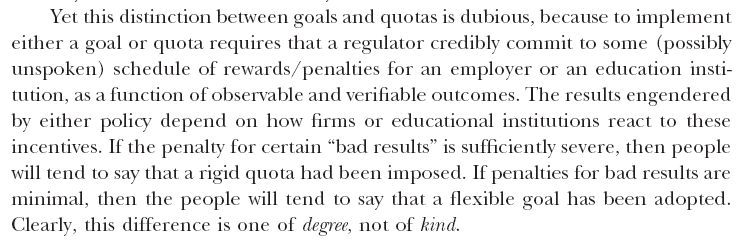 Yet this distinction between goals and quotas is dubious, because to implement
either a goal or quota requires that a regulator credibly commit to some (possibly
unspoken) schedule of rewards/penalties for an employer or an education insti-
tution, as a function of observable and verifiable outcomes. The results engendered
by either policy depend on how firms or educational institutions react to these
incentives. If the penalty for certain “bad results” is sufficiently severe, then people
will tend to say that a rigid quota had been imposed. If penalties for bad results are
minimal, then the people will tend to say that a flexible goal has been adopted.
Clearly, this difference is one of degree, not of kind.